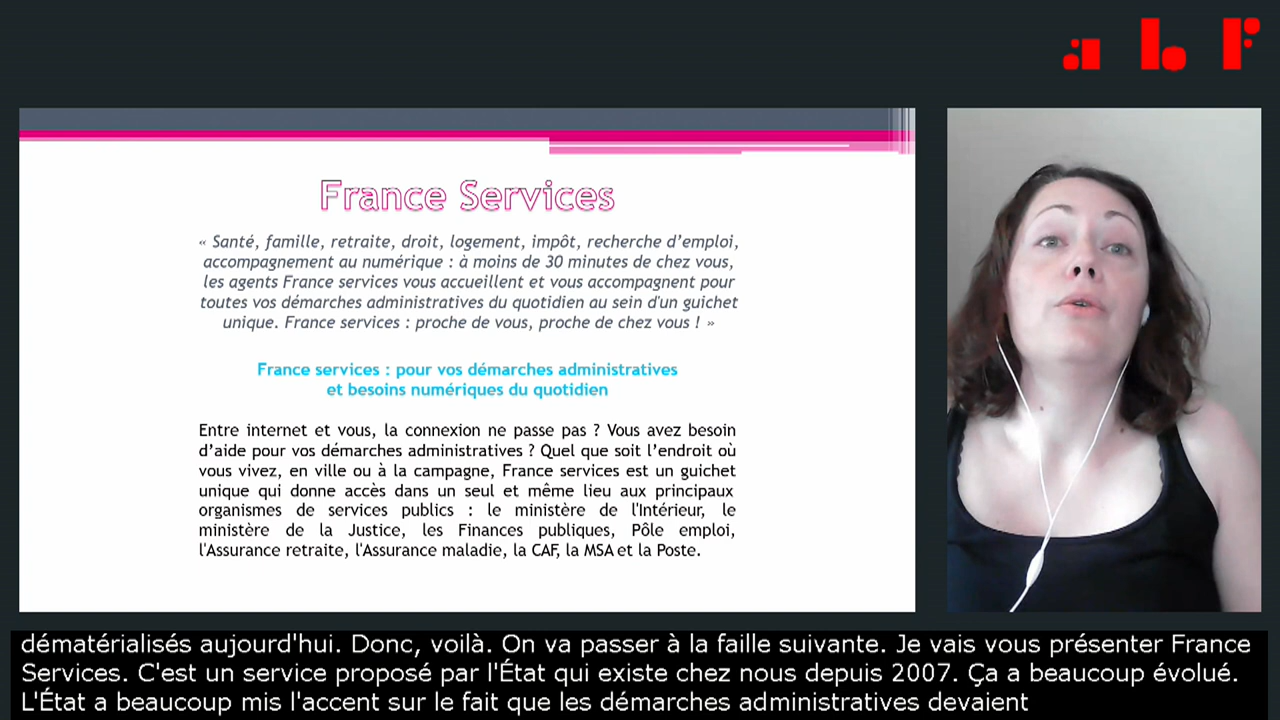 abf
France Services
« Santé, famille, retraite, droit, logement, impôt, recherche d’emploi,
accompagnement au numérique : à moins de 30 minutes de chez vous,
les agents France services vous accueillent et vous accompagnent pour
toutes vos démarches administratives du quotidien au sein d'un guichet
unique. France services : proche de vous, proche de chez vous ! »
France services : pour vos démarches administratives
et besoins numériques du quotidien
Entre internet et vous, la connexion ne passe pas ? Vous avez besoin
d’aide pour vos démarches administratives ? Quel que soit l’endroit où
vous vivez, en ville ou à la campagne, France services est un guichet
unique qui donne accès dans un seul et même lieu aux principaux
organismes de services publics : le ministère de l'Intérieur, le
ministère de la Justice, les Finances publiques, Pôle emploi,
l'Assurance retraite, l'Assurance maladie, la CAF, la MSA et la Poste.
dématérialisés aujourd'hui. Donc, voilà. On va passer à la faille suivante. Je vais vous présenter France
Services. C'est un service proposé par l'État qui existe chez nous depuis 2007. Ça a beaucoup évolué.
L'État a beaucoup mis l'accent sur le fait que les démarches administratives devaient